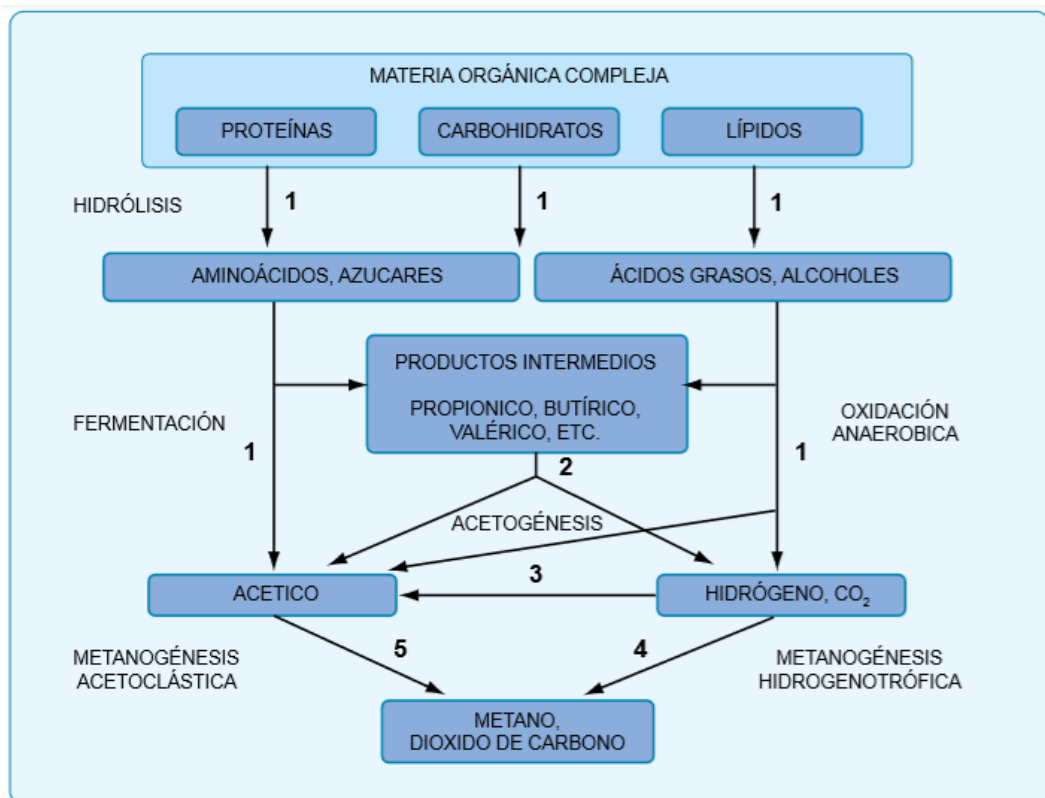 MATERIA ORGÁNICA COMPLEJA
PROTEÍNAS
CARBOHIDRATOS
LÍPIDOS
HIDRÓLISIS
1
1
1
AMINOÁCIDOS, AZUCARES
ÁCIDOS GRASOS, ALCOHOLES
PRODUCTOS INTERMEDIOS
PROPIONICO, BUTÍRICO,
VALÉRICO, ETC.
FERMENTACIÓN
1
2
1
OXIDACIÓN
ANAEROBICA
ACETOGÉNESIS
ACETICO
3
HIDRÓGENO, CO₂
METANOGÉNESIS
ACETOCLÁSTICA
5
4
METANOGÉNESIS
HIDROGENOTRÓFICA
METANO,
DIOXIDO DE CARBONO